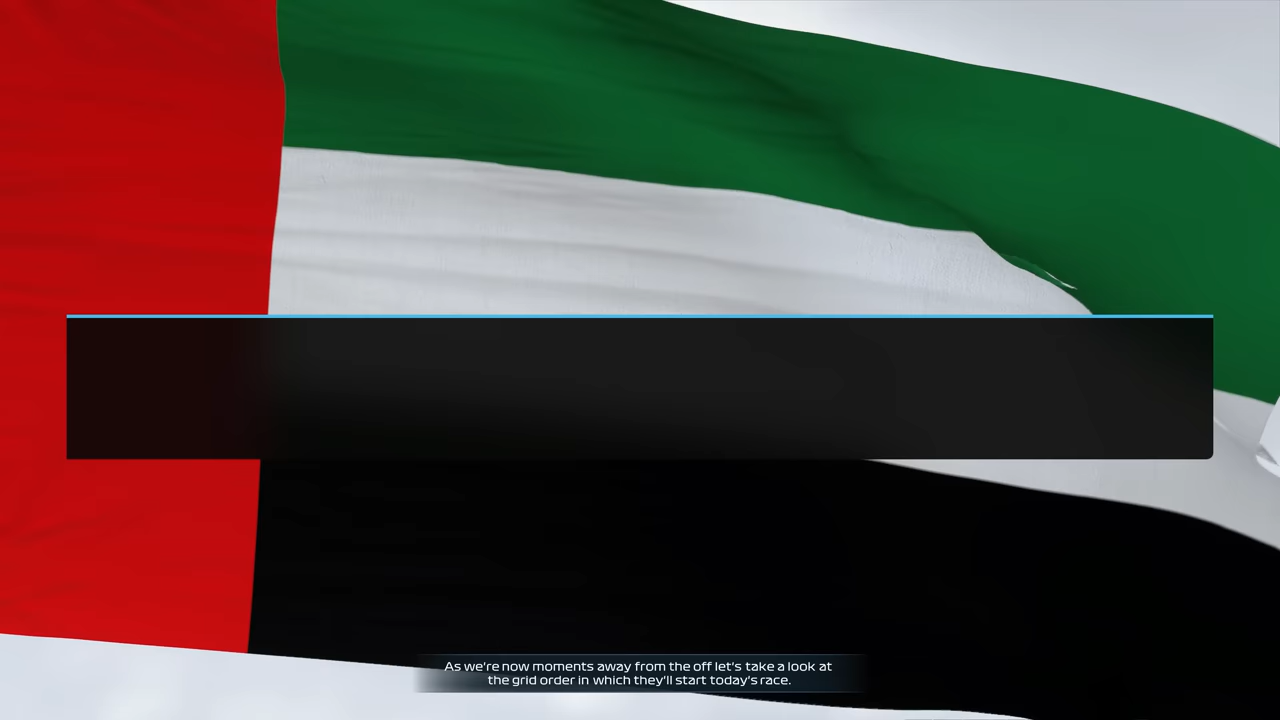 As we're now moments away from the off let's take a look at
the grid order in which they'll start today's race.